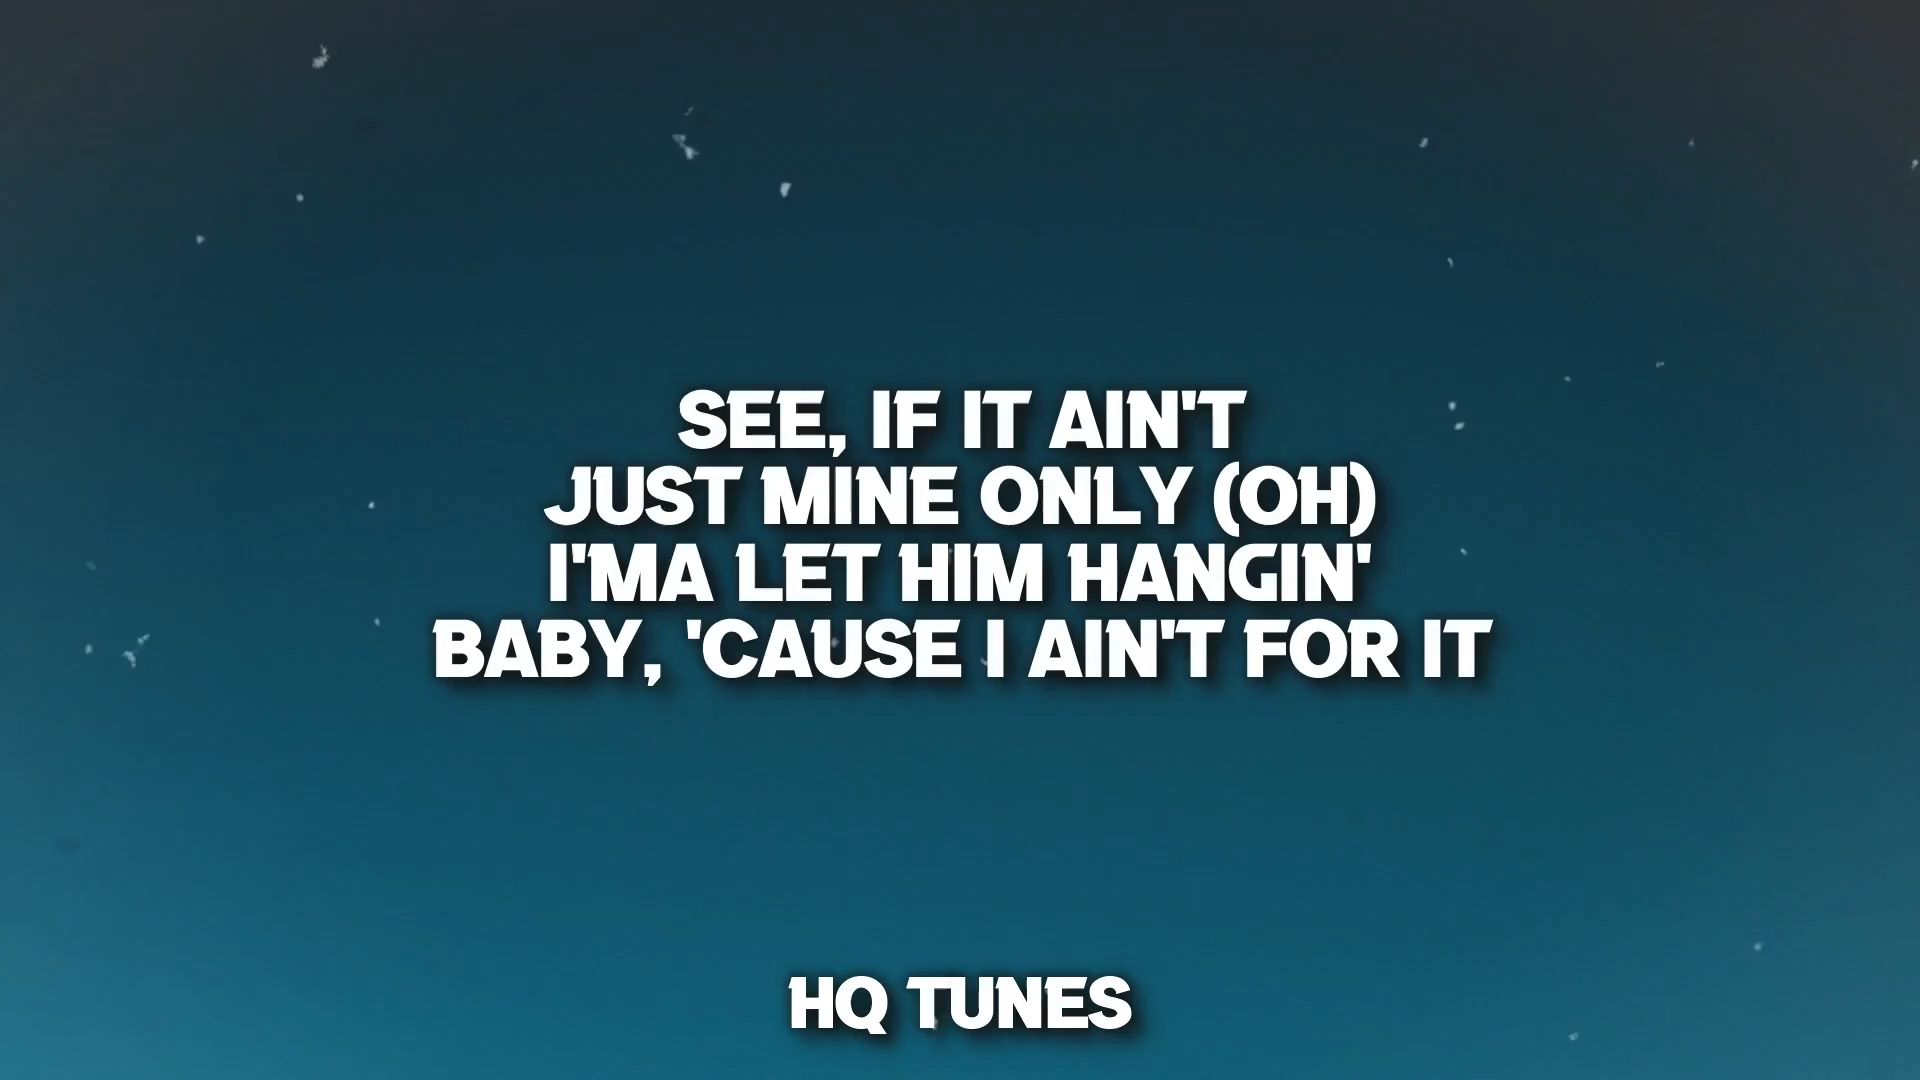 SEE, IF IT AIN'T
JUST MINE ONLY (OH)
I'MA LET HIM HANGIN'
BABY, 'CAUSE I AIN'T FOR IT
HQ TUNES